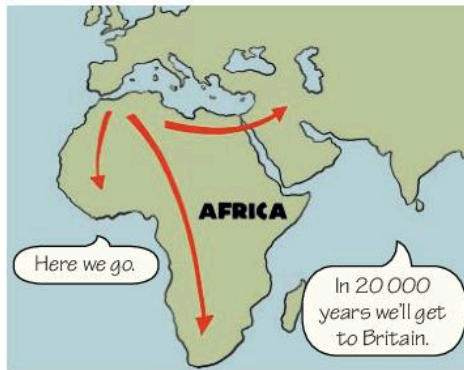 AFRICA
Here we go.
In 20 000
years we'll get
to Britain.